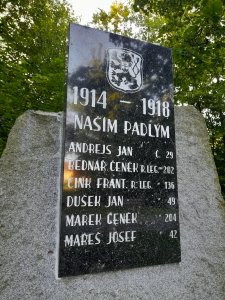 1914 – 1918
NAŠIM PADLÝM
ANDREJS JAN Č. 29
BEDNÁŘ ČENĚK R. LEG. 202
CINK FRANT. R. LEG. 136
DUŠEK JAN 49
MAREK ČENĚK 204
MAREŠ JOSEF 42